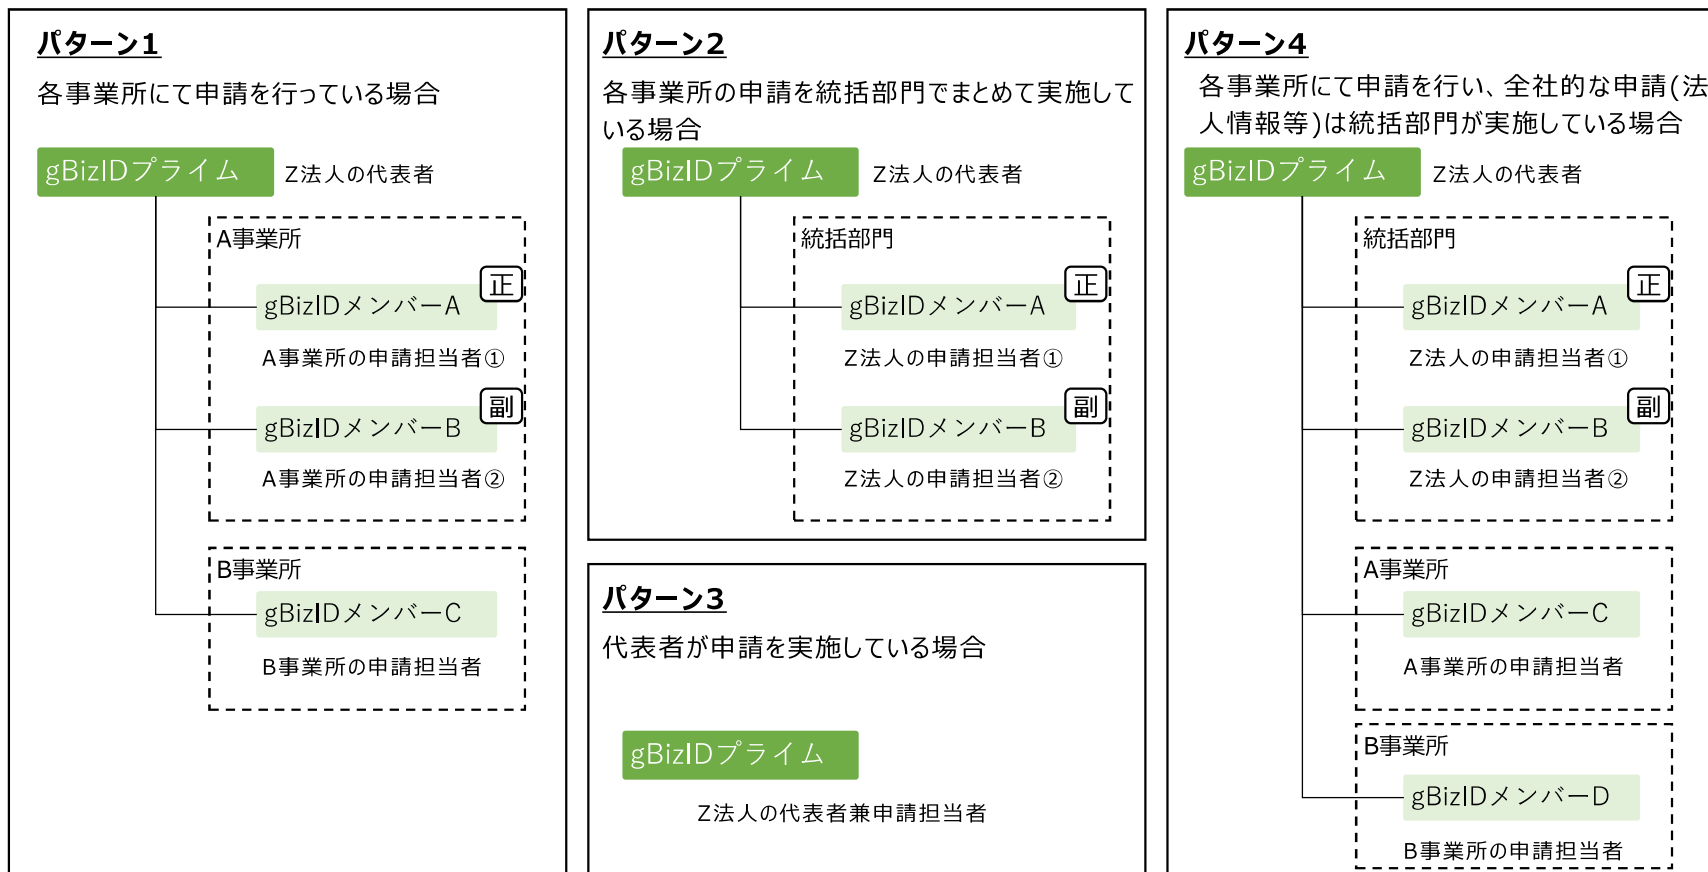 パターン1
各事業所にて申請を行っている場合
gBizIDプライム
Z法人の代表者
A事業所
正
gBizIDメンバーA
A事業所の申請担当者①
副
gBizIDメンバーB
A事業所の申請担当者②
B事業所
gBizIDメンバーC
B事業所の申請担当者
パターン2
各事業所の申請を統括部門でまとめて実施して
いる場合
gBizIDプライム
Z法人の代表者
統括部門
正
gBizIDメンバーA
Z法人の申請担当者①
副
gBizIDメンバーB
Z法人の申請担当者②
パターン3
代表者が申請を実施している場合
gBizIDプライム
Z法人の代表者兼申請担当者
パターン4
各事業所にて申請を行い、全社的な申請(法
人情報等)は統括部門が実施している場合
gBizIDプライム
Z法人の代表者
統括部門
正
gBizIDメンバーA
Z法人の申請担当者①
副
gBizIDメンバーB
Z法人の申請担当者②
A事業所
gBizIDメンバーC
A事業所の申請担当者
B事業所
gBizIDメンバーD
B事業所の申請担当者